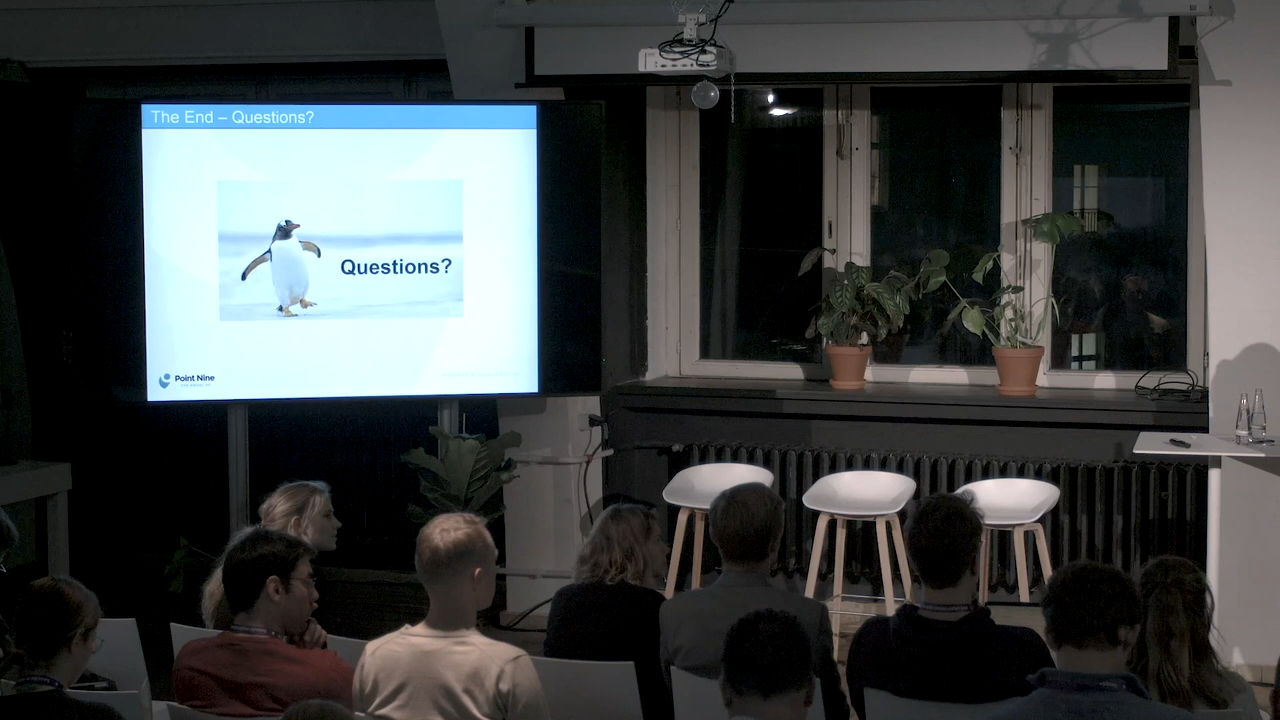 The End – Questions?
Questions?
Point Nine